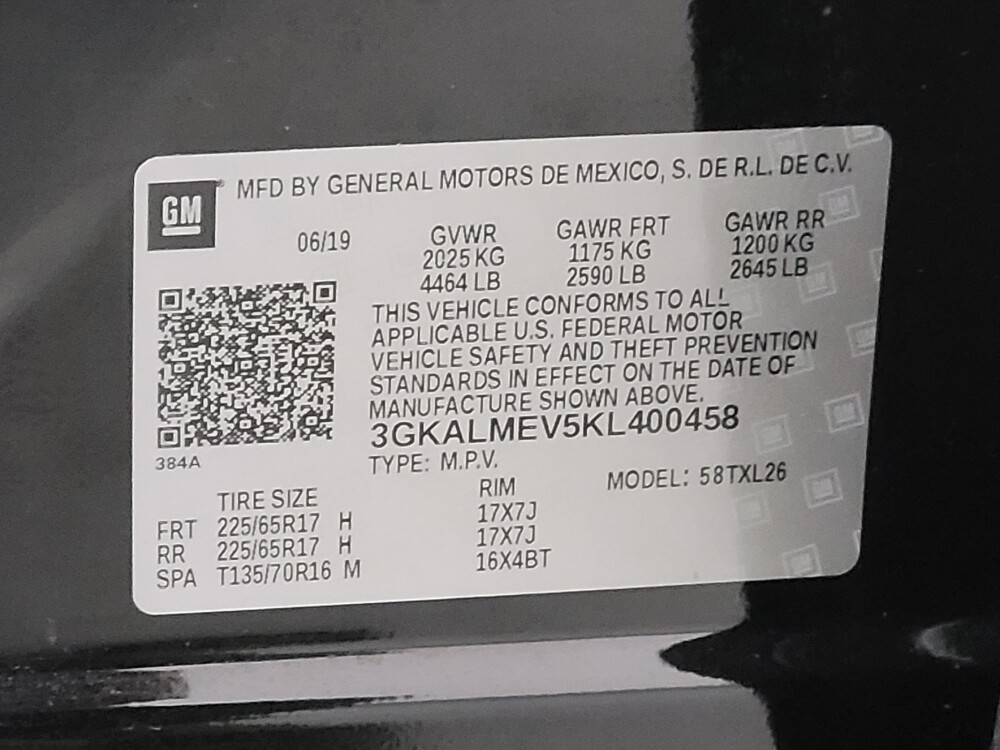 GM
MFD BY GENERAL MOTORS DE MEXICO, S. DE R.L. DE C.V.
06/19 GVWR GAWR FRT GAWR RR
2025 KG 1175 KG 1200 KG
4464 LB 2590 LB 2645 LB
THIS VEHICLE CONFORMS TO ALL
APPLICABLE U.S. FEDERAL MOTOR
VEHICLE SAFETY AND THEFT PREVENTION
STANDARDS IN EFFECT ON THE DATE OF
MANUFACTURE SHOWN ABOVE.
3GKALMEV5KL400458
384A
TYPE: M.P.V. MODEL: 58TXL26
TIRE SIZE RIM
FRT 225/65R17 H 17X7J
RR 225/65R17 H 17X7J
SPA T135/70R16 M 16X4BT